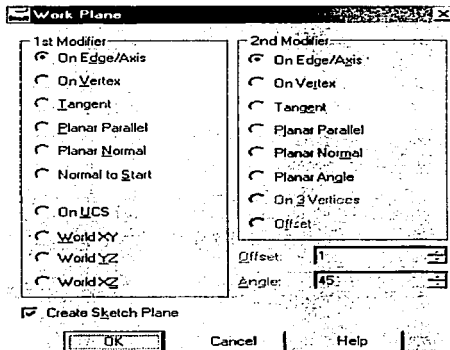 Work Plane
1st Modifier
On Edge/Axis
On Vertex
Tangent
Planar Parallel
Planar Normal
Normal to Start
On UCS
World XY
World YZ
World XZ
2nd Modifier
On Edge/Axis
On Vertex
Tangent
Planar Parallel
Planar Normal
Planar Angle
On 3 Vertices
Offset
Offset: 1
Angle: 45
Create Sketch Plane
OK Cancel Help